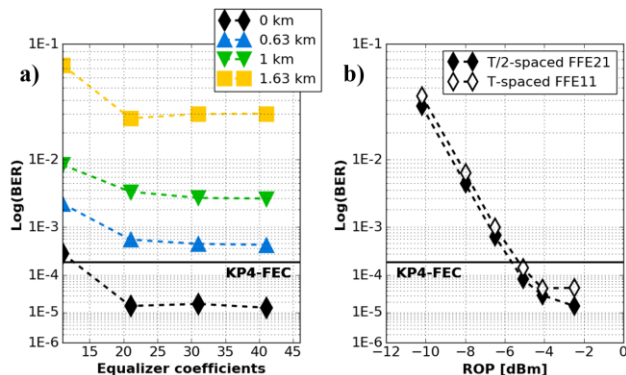 0 km
0.63 km
1 km
1.63 km
a)
1E-1
1E-2
1E-3
1E-4
1E-5
1E-6
Log(BER)
KP4-FEC
10 15 20 25 30 35 40 45
Equalizer coefficients
b)
T/2-spaced FFE21
T-spaced FFE11
1E-1
1E-2
1E-3
1E-4
1E-5
1E-6
Log(BER)
KP4-FEC
−12 −10 −8 −6 −4 −2 0
ROP [dBm]